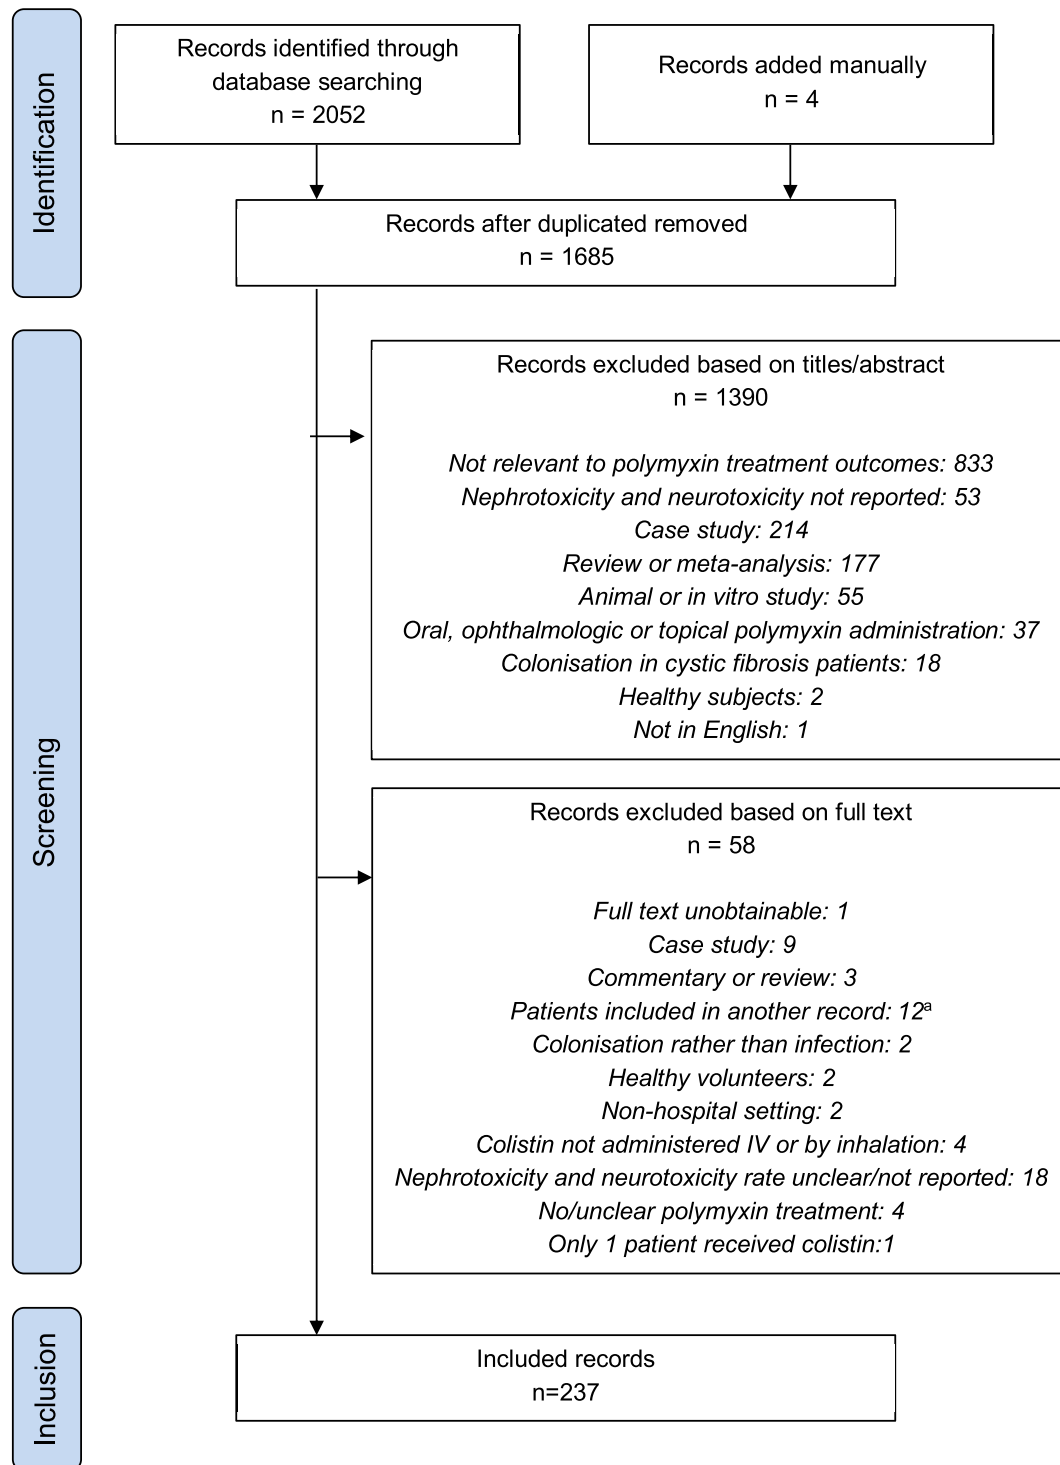 Identification
Records identified through
database searching
n = 2052
Records added manually
n = 4
Records after duplicated removed
n = 1685
Screening
Records excluded based on titles/abstract
n = 1390
Not relevant to polymyxin treatment outcomes: 833
Nephrotoxicity and neurotoxicity not reported: 53
Case study: 214
Review or meta-analysis: 177
Animal or in vitro study: 55
Oral, ophthalmologic or topical polymyxin administration: 37
Colonisation in cystic fibrosis patients: 18
Healthy subjects: 2
Not in English: 1
Records excluded based on full text
n = 58
Full text unobtainable: 1
Case study: 9
Commentary or review: 3
Patients included in another record: 12ᵃ
Colonisation rather than infection: 2
Healthy volunteers: 2
Non-hospital setting: 2
Colistin not administered IV or by inhalation: 4
Nephrotoxicity and neurotoxicity rate unclear/not reported: 18
No/unclear polymyxin treatment: 4
Only 1 patient received colistin:1
Inclusion
Included records
n=237